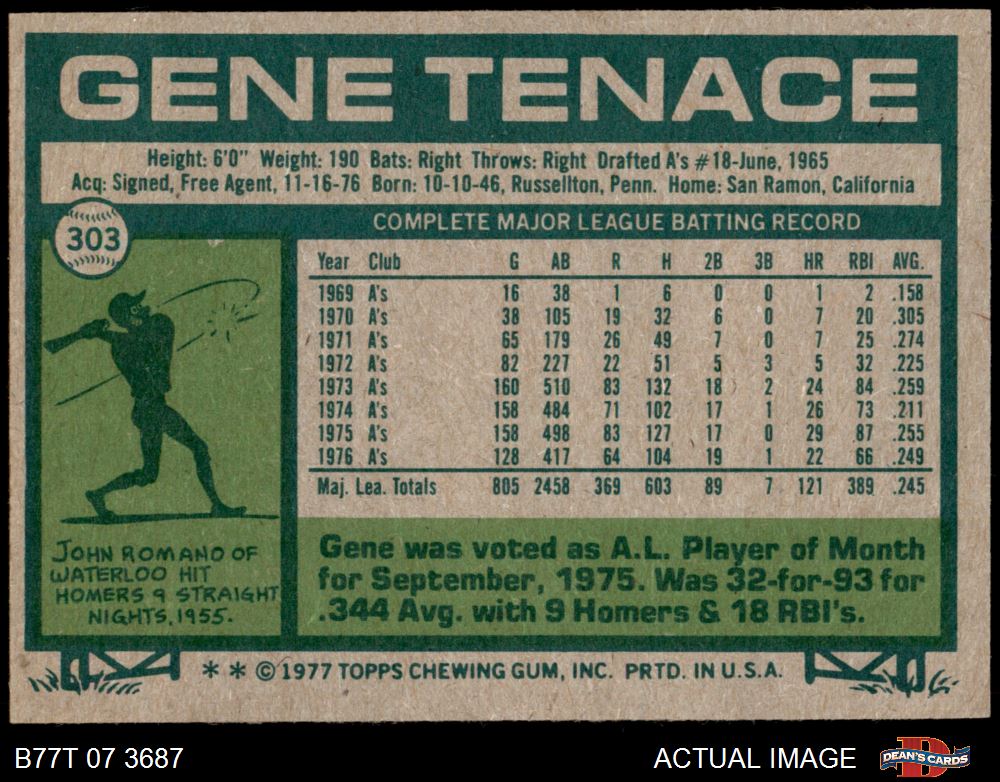 GENE TENACE
Height: 6'0" Weight: 190 Bats: Right Throws: Right Drafted A's #18-June, 1965
Acq: Signed, Free Agent, 11-16-76 Born: 10-10-46, Russellton, Penn. Home: San Ramon, California
303
COMPLETE MAJOR LEAGUE BATTING RECORD
Year Club G AB R H 2B 3B HR RBI AVG.
1969 A's 16 38 1 6 0 0 1 2 .158
1970 A's 38 105 19 32 6 0 7 20 .305
1971 A's 65 179 26 49 7 0 7 25 .274
1972 A's 82 227 22 51 5 3 5 32 .225
1973 A's 160 510 83 132 18 2 24 84 .259
1974 A's 158 484 71 102 17 1 26 73 .211
1975 A's 158 498 83 127 17 0 29 87 .255
1976 A's 128 417 64 104 19 1 22 66 .249
Maj. Lea. Totals 805 2458 369 603 89 7 121 389 .245
JOHN ROMANO OF
WATERLOO HIT
HOMERS 9 STRAIGHT
NIGHTS, 1955.
Gene was voted as A.L. Player of Month
for September, 1975. Was 32-for-93 for
.344 Avg. with 9 Homers & 18 RBI's.
* * © 1977 TOPPS CHEWING GUM, INC. PRTD. IN U.S.A.
B77T 07 3687
ACTUAL IMAGE
D
DEAN'S CARDS